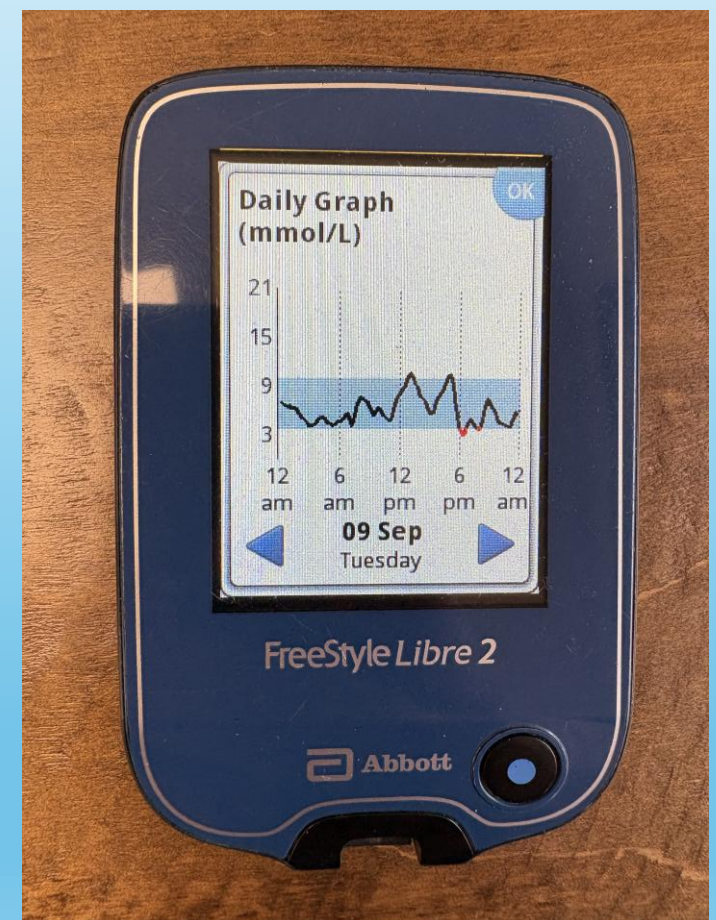 OK
Daily Graph
(mmol/L)
21
15
9
3
12 6 12 6 12
am am pm pm am
09 Sep
Tuesday
FreeStyle Libre 2
Abbott